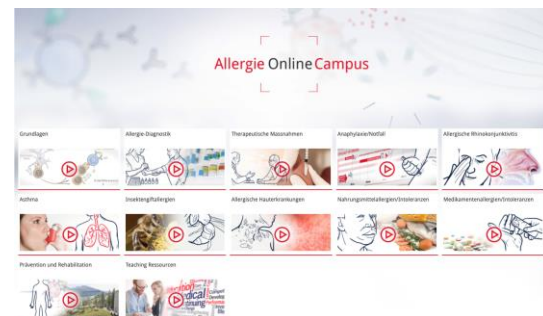 Allergie Online Campus
Grundlagen
Allergie-Diagnostik
Therapeutische Massnahmen
Anaphylaxie/Notfall
Allergische Rhinokonjunktivitis
Asthma
Insektengiftallergien
Allergische Hauterkrankungen
Nahrungsmittelallergien/Intoleranzen
Medikamentenallergien/Intoleranzen
Prävention und Rehabilitation
Teaching Ressourcen